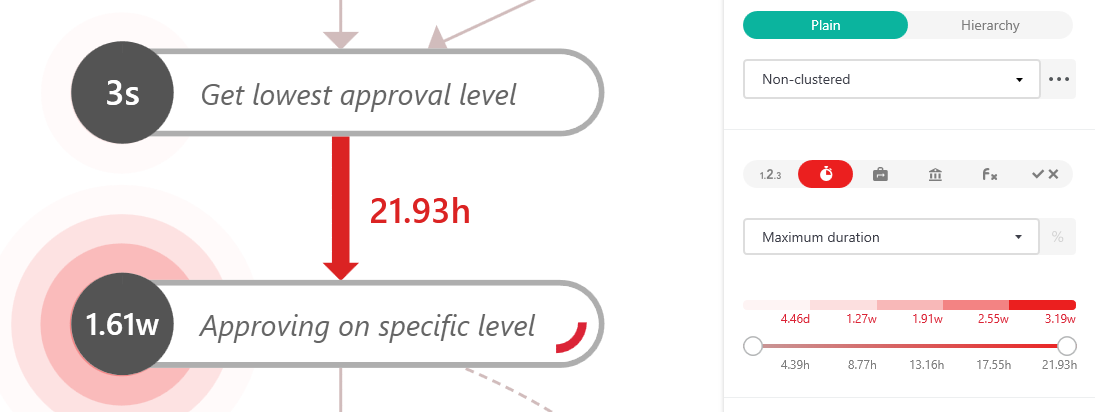 3s
Get lowest approval level
21.93h
1.61w
Approving on specific level
Plain
Hierarchy
Non-clustered
1.2.3
fx
Maximum duration
%
4.46d 1.27w 1.91w 2.55w 3.19w
4.39h 8.77h 13.16h 17.55h 21.93h